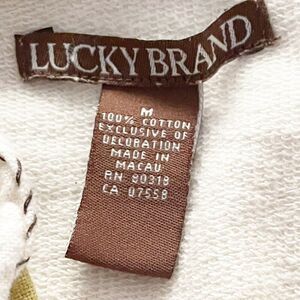 LUCKY BRAND
M
100% COTTON
EXCLUSIVE OF
DECORATION
MADE IN
MACAU
RN 80318
CA 07558